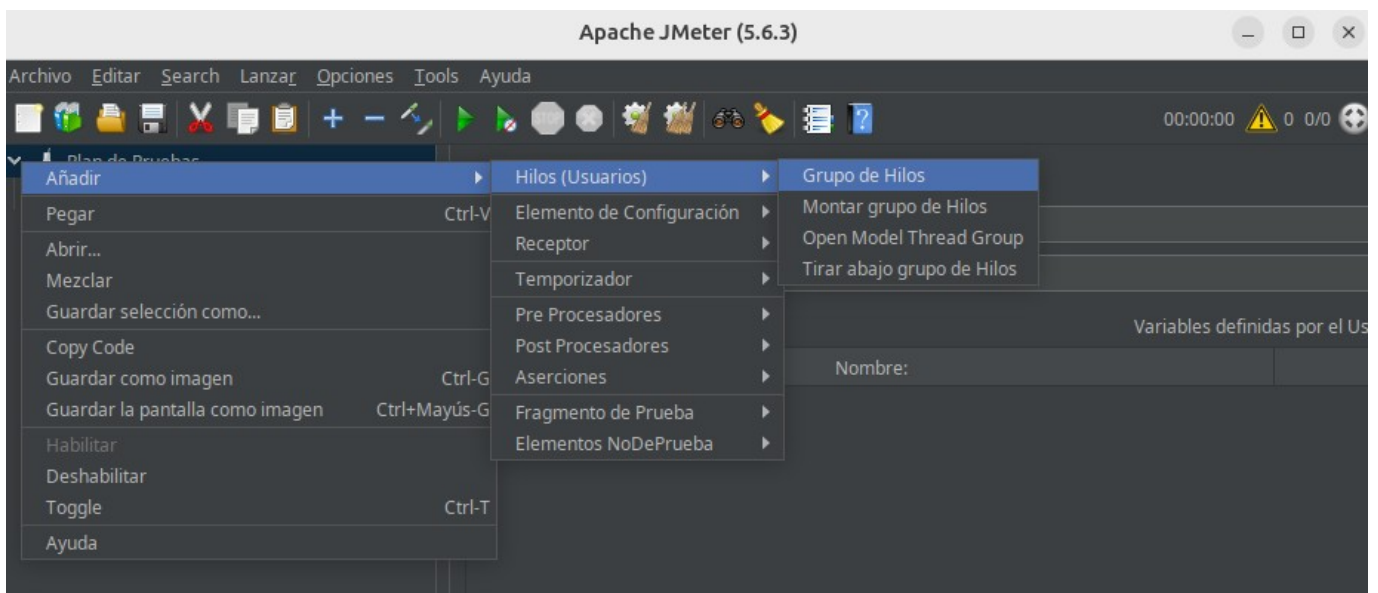 Apache JMeter (5.6.3)
Archivo Editar Search Lanzar Opciones Tools Ayuda
STOP
00:00:00 0 0/0
Plan de Pruebas
Añadir
Pegar Ctrl-V
Abrir...
Mezclar
Guardar selección como...
Copy Code
Guardar como imagen Ctrl-G
Guardar la pantalla como imagen Ctrl+Mayús-G
Habilitar
Deshabilitar
Toggle Ctrl-T
Ayuda
Hilos (Usuarios)
Elemento de Configuración
Receptor
Temporizador
Pre Procesadores
Post Procesadores
Aserciones
Fragmento de Prueba
Elementos NoDePrueba
Grupo de Hilos
Montar grupo de Hilos
Open Model Thread Group
Tirar abajo grupo de Hilos
Variables definidas por el Us
Nombre: